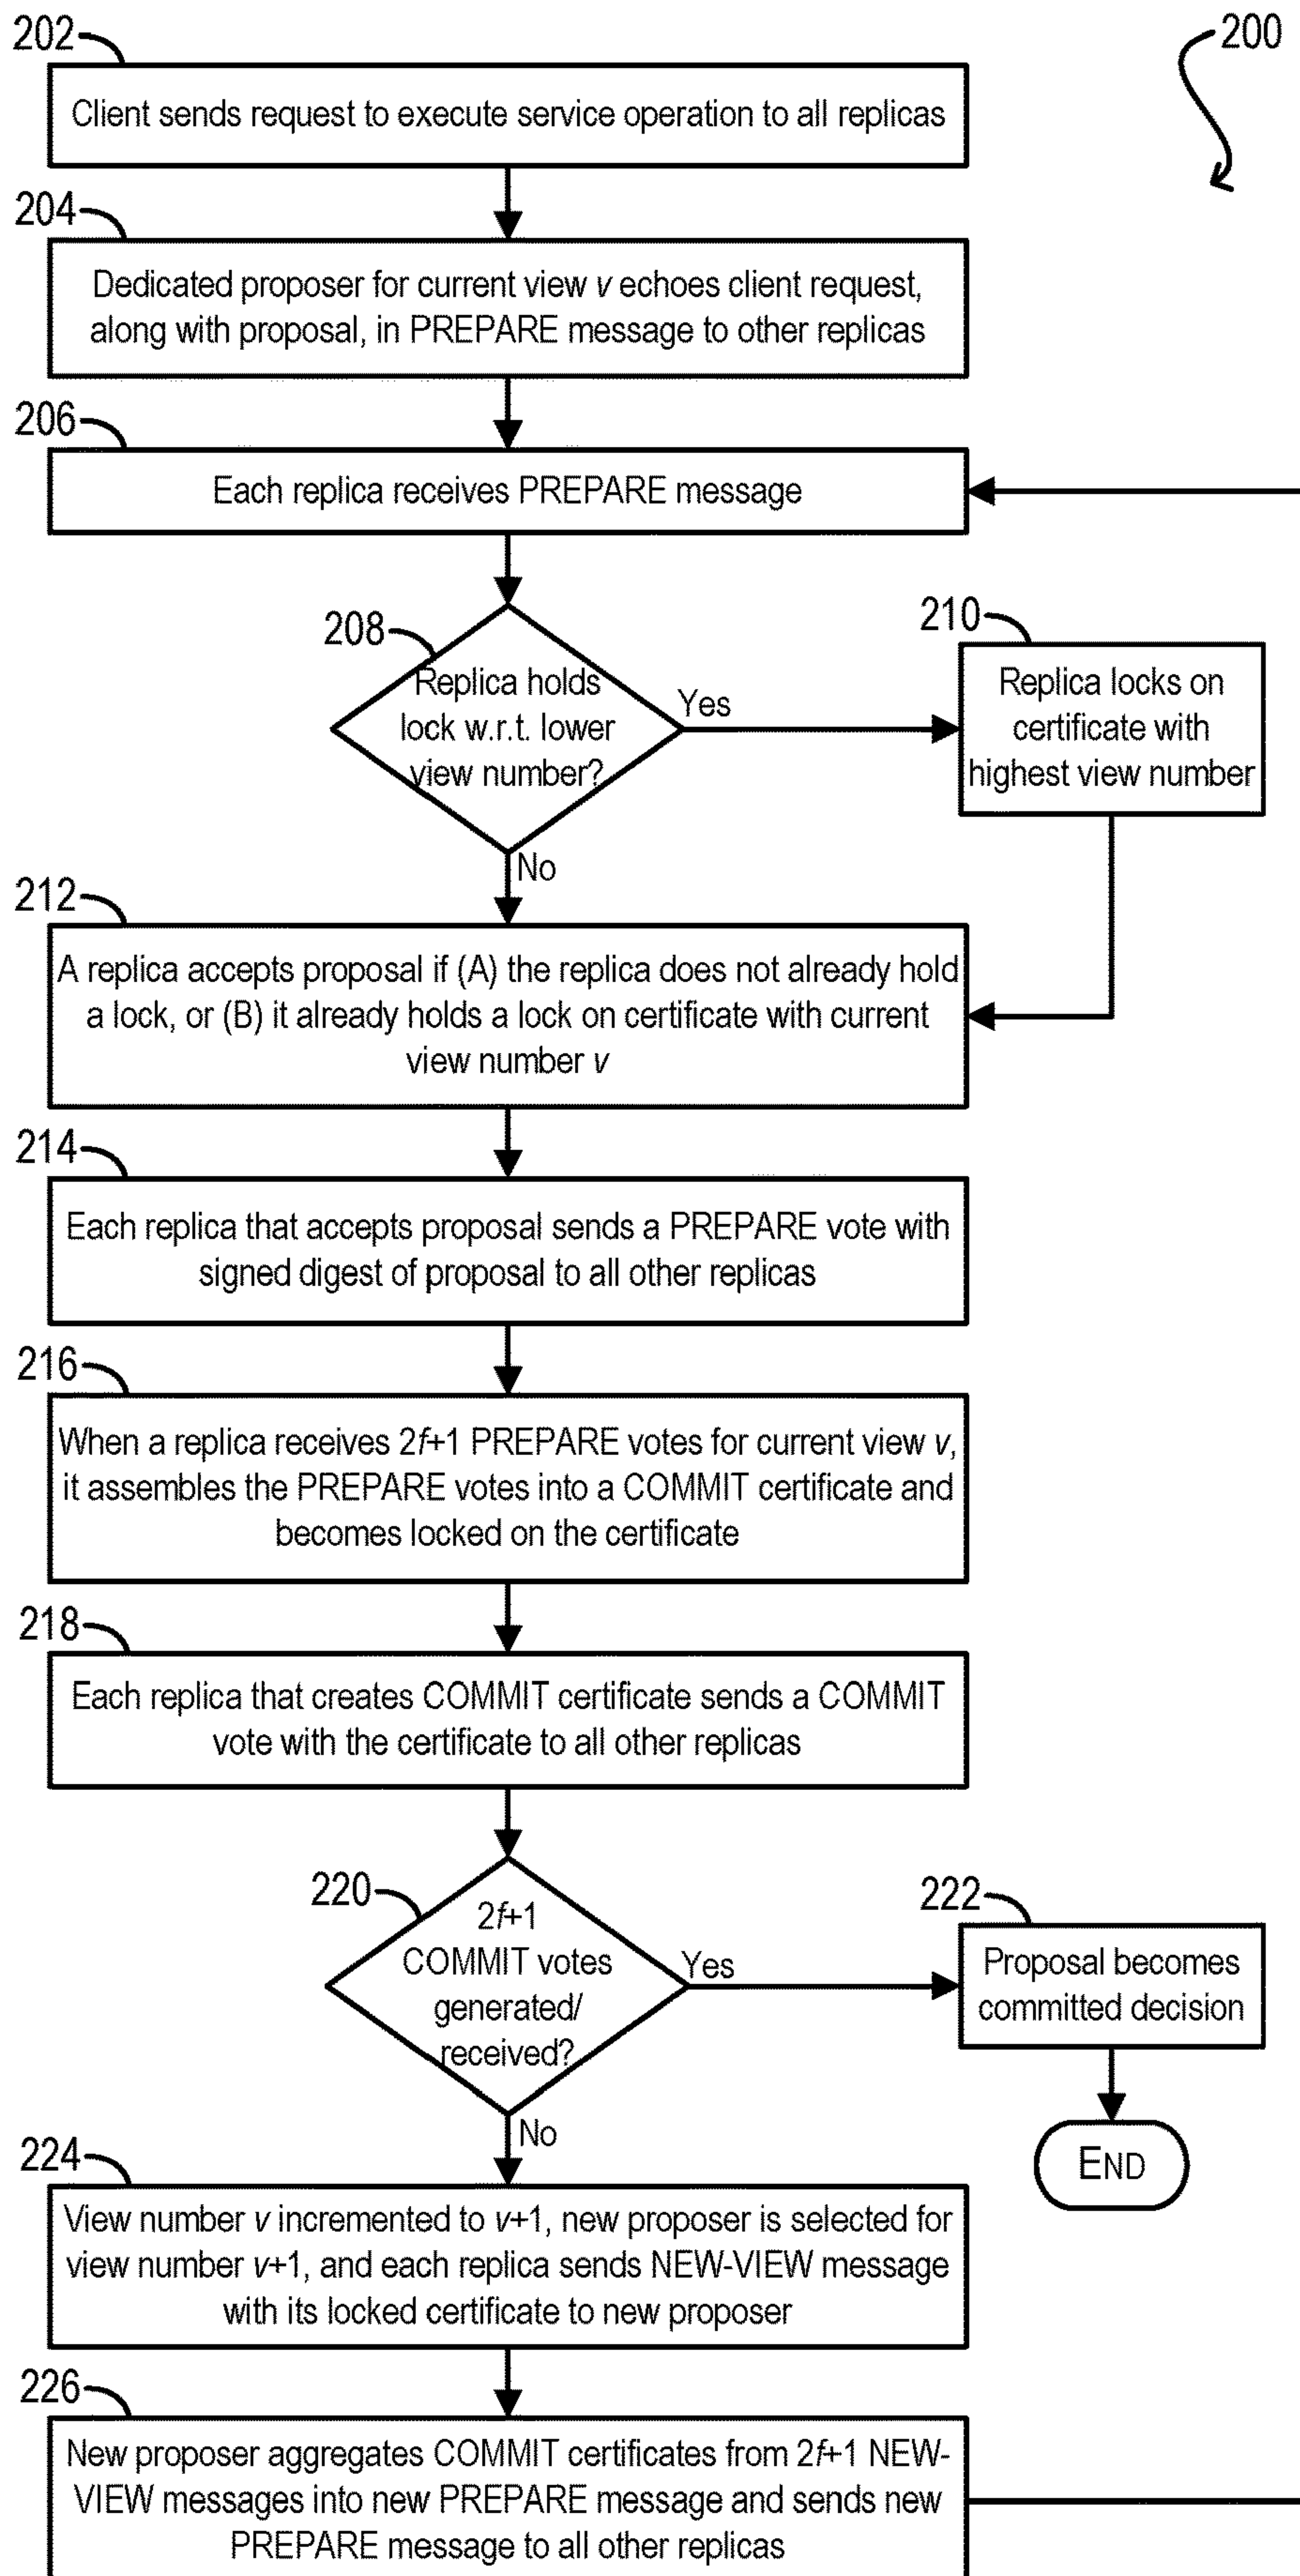 202
200
Client sends request to execute service operation to all replicas
204
Dedicated proposer for current view v echoes client request,
along with proposal, in PREPARE message to other replicas
206
Each replica receives PREPARE message
208
Replica holds
lock w.r.t. lower
view number?
Yes
210
Replica locks on
certificate with
highest view number
No
212
A replica accepts proposal if (A) the replica does not already hold
a lock, or (B) it already holds a lock on certificate with current
view number v
214
Each replica that accepts proposal sends a PREPARE vote with
signed digest of proposal to all other replicas
216
When a replica receives 2f+1 PREPARE votes for current view v,
it assembles the PREPARE votes into a COMMIT certificate and
becomes locked on the certificate
218
Each replica that creates COMMIT certificate sends a COMMIT
vote with the certificate to all other replicas
220
2f+1
COMMIT votes
generated/
received?
Yes
222
Proposal becomes
committed decision
END
No
224
View number v incremented to v+1, new proposer is selected for
view number v+1, and each replica sends NEW-VIEW message
with its locked certificate to new proposer
226
New proposer aggregates COMMIT certificates from 2f+1 NEW-
VIEW messages into new PREPARE message and sends new
PREPARE message to all other replicas